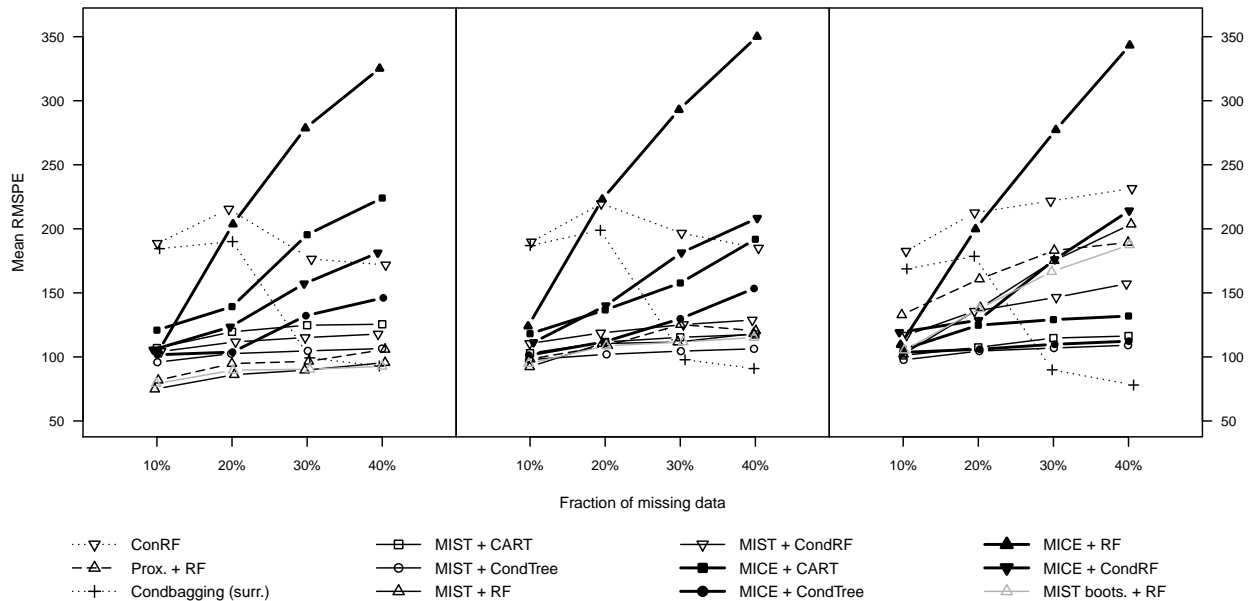 350
300
250
200
150
100
50
Mean RMSPE
350
300
250
200
150
100
50
10% 20% 30% 40% 10% 20% 30% 40% 10% 20% 30% 40%
Fraction of missing data
ConRF MIST + CART MIST + CondRF MICE + RF
Prox. + RF MIST + CondTree MICE + CART MICE + CondRF
Condbagging (surr.) MIST + RF MICE + CondTree MIST boots. + RF